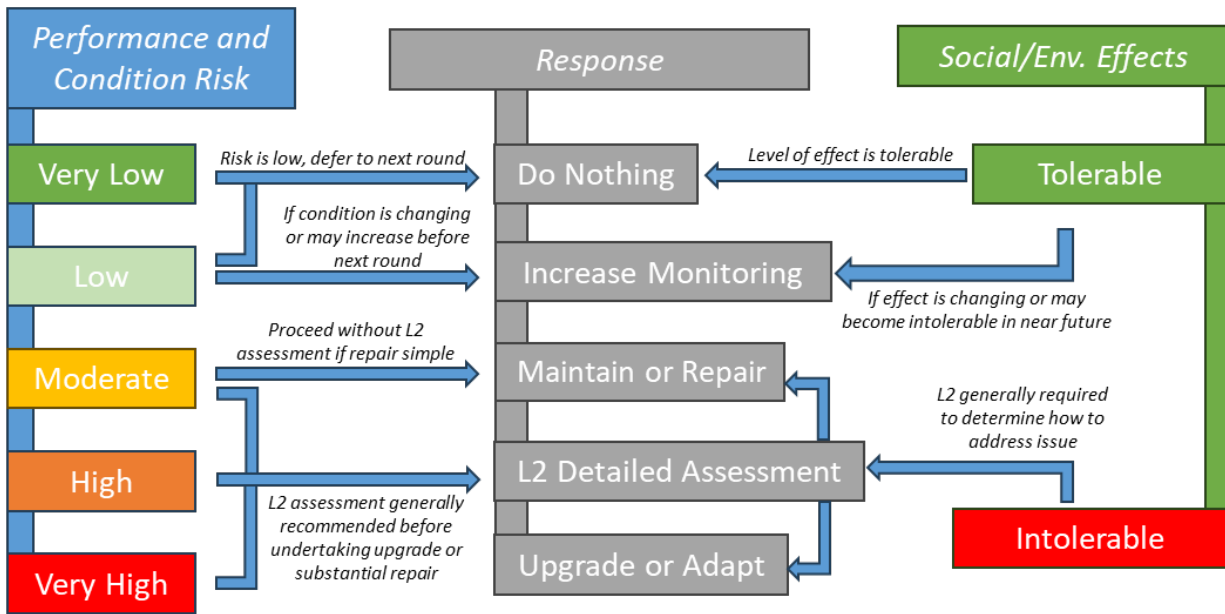 Performance and
Condition Risk
Response
Social/Env. Effects
Very Low
Risk is low, defer to next round
Do Nothing
Level of effect is tolerable
Tolerable
If condition is changing
or may increase before
next round
Low
Increase Monitoring
If effect is changing or may
become intolerable in near future
Proceed without L2
assessment if repair simple
Moderate
Maintain or Repair
L2 generally required
to determine how to
address issue
High
L2 Detailed Assessment
L2 assessment generally
recommended before
undertaking upgrade or
substantial repair
Intolerable
Very High
Upgrade or Adapt